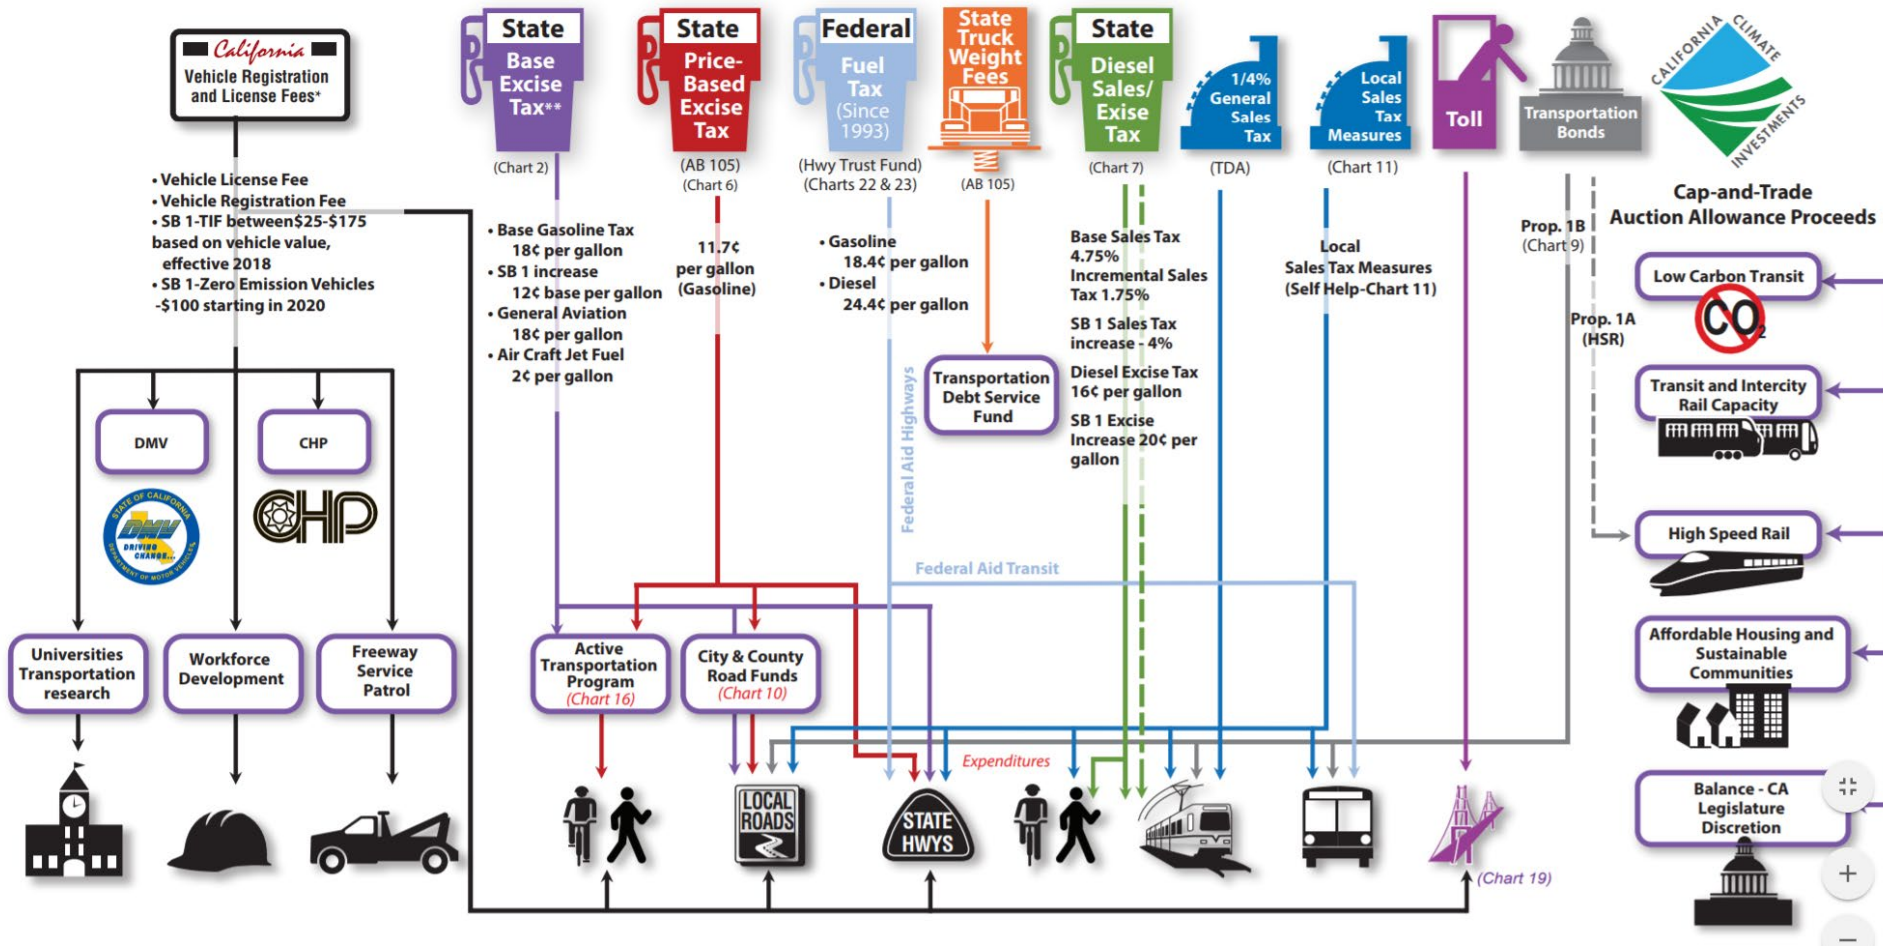 California
Vehicle Registration
and License Fees*
• Vehicle License Fee
• Vehicle Registration Fee
• SB 1-TIF between$25-$175
based on vehicle value,
effective 2018
• SB 1-Zero Emission Vehicles
-$100 starting in 2020
DMV
CHP
STATE OF CALIFORNIA
DMV
DRIVING
CHANGE...
DEPARTMENT OF MOTOR VEHICLES
CHP
Universities
Transportation
research
Workforce
Development
Freeway
Service
Patrol
State
Base
Excise
Tax**
(Chart 2)
• Base Gasoline Tax
18¢ per gallon
• SB 1 increase
12¢ base per gallon
• General Aviation
18¢ per gallon
• Air Craft Jet Fuel
2¢ per gallon
State
Price-
Based
Excise
Tax
(AB 105)
(Chart 6)
11.7¢
per gallon
(Gasoline)
Federal
Fuel
Tax
(Since
1993)
(Hwy Trust Fund)
(Charts 22 & 23)
• Gasoline
18.4¢ per gallon
• Diesel
24.4¢ per gallon
Federal Aid Highways
Federal Aid Transit
State
Truck
Weight
Fees
(AB 105)
Transportation
Debt Service
Fund
State
Diesel
Sales/
Exise
Tax
(Chart 7)
Base Sales Tax
4.75%
Incremental Sales
Tax 1.75%
SB 1 Sales Tax
increase - 4%
Diesel Excise Tax
16¢ per gallon
SB 1 Excise
Increase 20¢ per
gallon
1/4%
General
Sales
Tax
(TDA)
Local
Sales
Tax
Measures
(Chart 11)
Local
Sales Tax Measures
(Self Help-Chart 11)
Toll
Transportation
Bonds
Prop. 1B
(Chart 9)
Prop. 1A
(HSR)
CALIFORNIA
CLIMATE
INVESTMENTS
Cap-and-Trade
Auction Allowance Proceeds
Low Carbon Transit
CO2
Transit and Intercity
Rail Capacity
High Speed Rail
Affordable Housing and
Sustainable
Communities
Balance - CA
Legislature
Discretion
Active
Transportation
Program
(Chart 16)
City & County
Road Funds
(Chart 10)
Expenditures
LOCAL
ROADS
STATE
HWYS
(Chart 19)